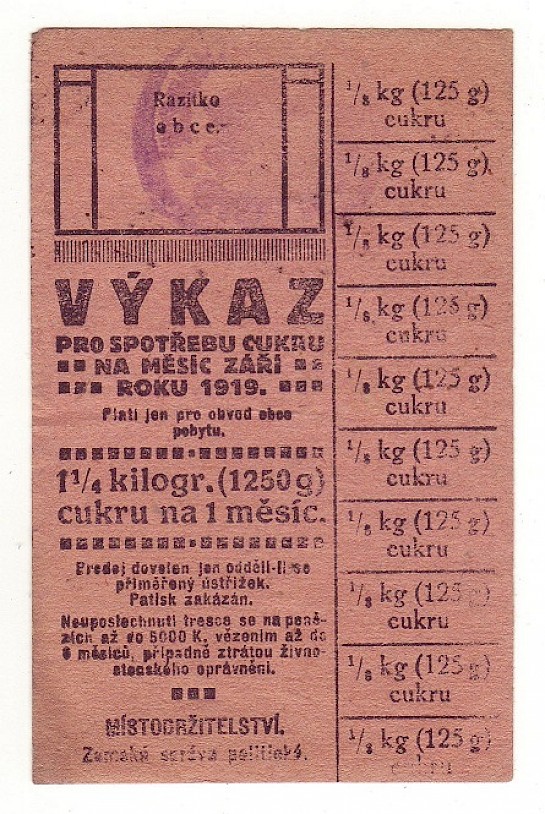 Razítko
obce.
VÝKAZ
PRO SPOTŘEBU CUKRU
NA MĚSÍC ZÁŘÍ
ROKU 1919.
Platí jen pro obvod obce
pobytu.
1 1/4 kilogr. (1250 g)
cukru na 1 měsíc.
Prodej dovolen jen oddělí-li se
přiměřený ústřižek.
Patisk zakázán.
Neuposlechnutí tresce se na peně-
zích až do 5000 K, vězením až do
6 měsíců, případně ztrátou živno-
stenského oprávnění.
MÍSTODRŽITELSTVÍ.
Zemská správa politická.
1/8 kg (125 g)
cukru
1/8 kg (125 g)
cukru
1/8 kg (125 g)
cukru
1/8 kg (125 g)
cukru
1/8 kg (125 g)
cukru
1/8 kg (125 g)
cukru
1/8 kg (125 g)
cukru
1/8 kg (125 g)
cukru
1/8 kg (125 g)
cukru
1/8 kg (125 g)
cukru